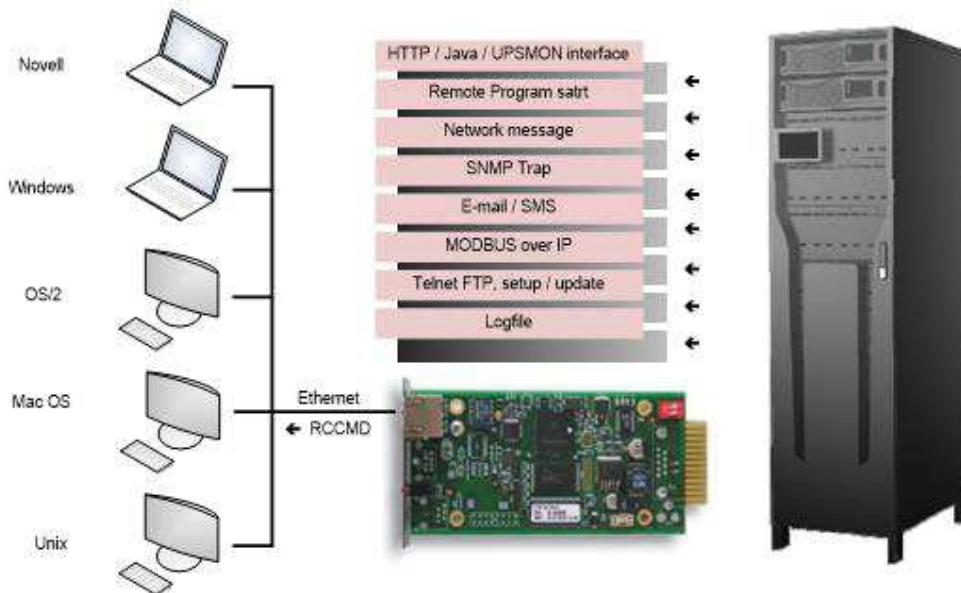 Novell
Windows
OS/2
Mac OS
Unix
HTTP / Java / UPSMON interface
Remote Program satrt
Network message
SNMP Trap
E-mail / SMS
MODBUS over IP
Telnet FTP, setup / update
Logfile
Ethernet
← RCCMD